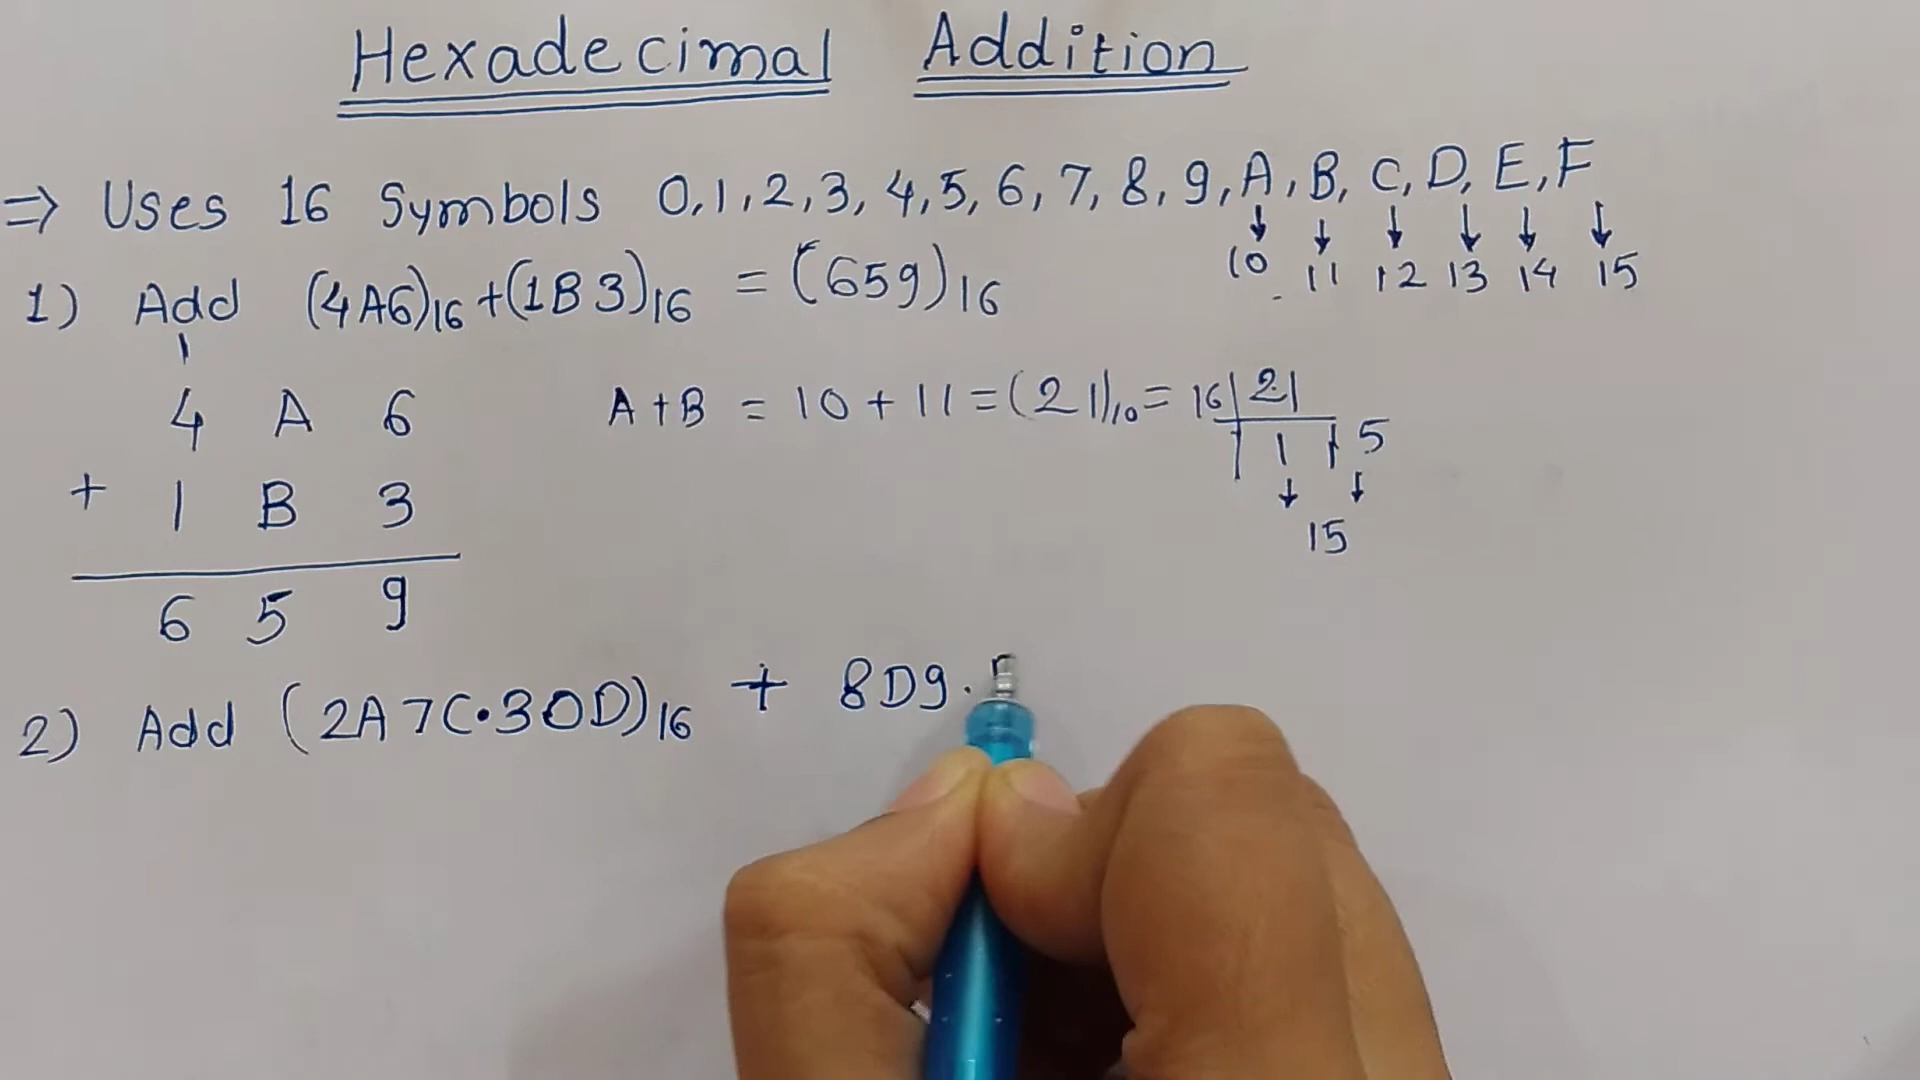 Hexadecimal Addition
⇒ Uses 16 Symbols 0,1,2,3,4,5,6,7,8,9,A,B,C,D,E,F
↓ ↓ ↓ ↓ ↓ ↓
10 11 12 13 14 15
1) Add (4A6)16 + (1B3)16 = (659)16
1
4 A 6
+ 1 B 3
6 5 9
A+B = 10 + 11 = (21)10 = 16|21
1 5
↓ ↓
15
2) Add (2A7C.30D)16 + 8D9.